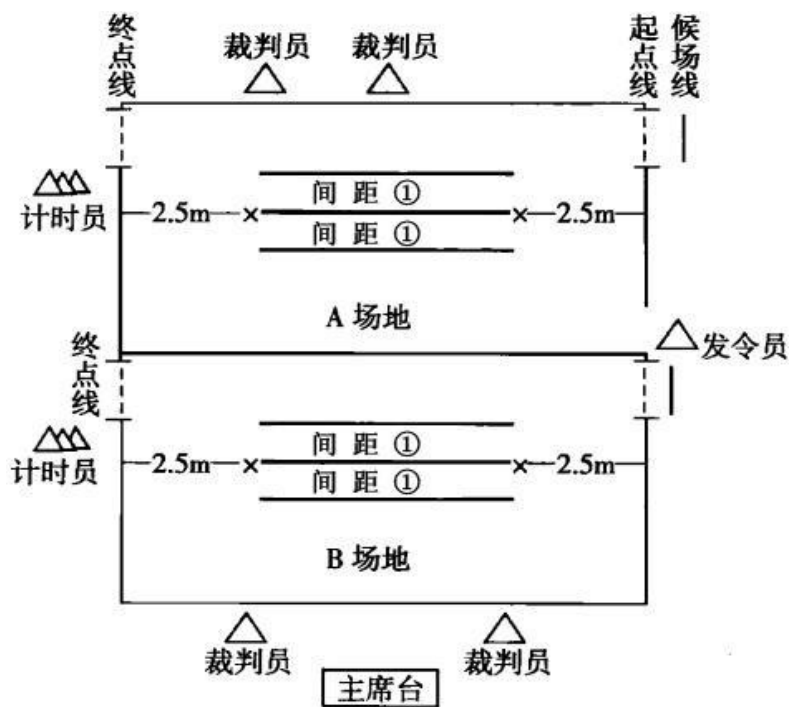 终点线
裁判员
裁判员
起点线
候场线
间 距 ①
计时员
2.5m
2.5m
间 距 ①
A 场地
终点线
发令员
间 距 ①
计时员
2.5m
2.5m
间 距 ①
B 场地
裁判员
裁判员
主席台